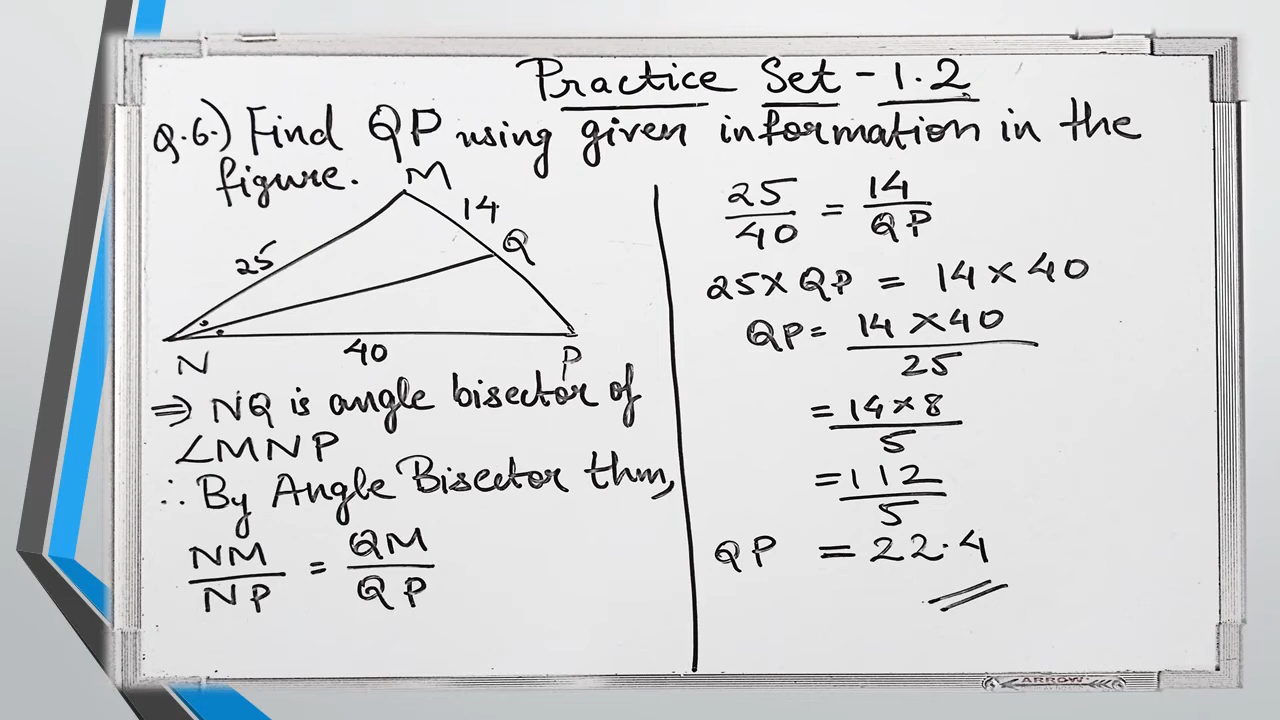 Practice Set - 1.2
Q.6.) Find QP using given information in the
figure.
M
14
Q
25
40
N
P
⇒ NQ is angle bisector of
∠MNP
∴ By Angle Bisector thm,
NM/NP = QM/QP
25/40 = 14/QP
25 × QP = 14 × 40
QP = 14 × 40/25
= 14 × 8/5
= 112/5
QP = 22.4
ARROW